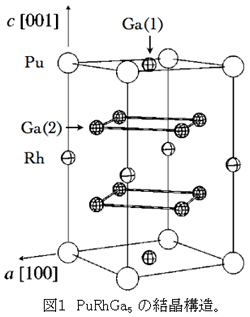 c [001]
Ga(1)
Pu
Ga(2)
Rh
a [100]
図1 PuRhGa₅ の結晶構造。